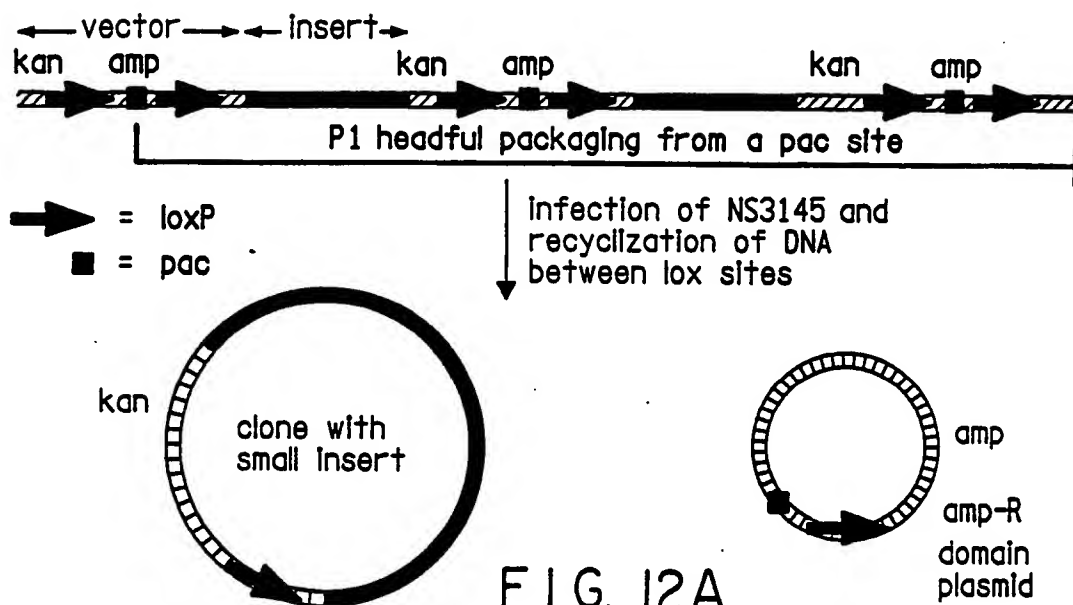 vector insert
kan amp kan amp kan amp
P1 headful packaging from a pac site
= loxP
= pac
infection of NS3145 and
recyclization of DNA
between lox sites
kan
clone with
small insert
amp
amp-R
domain
plasmid
FIG. 12A